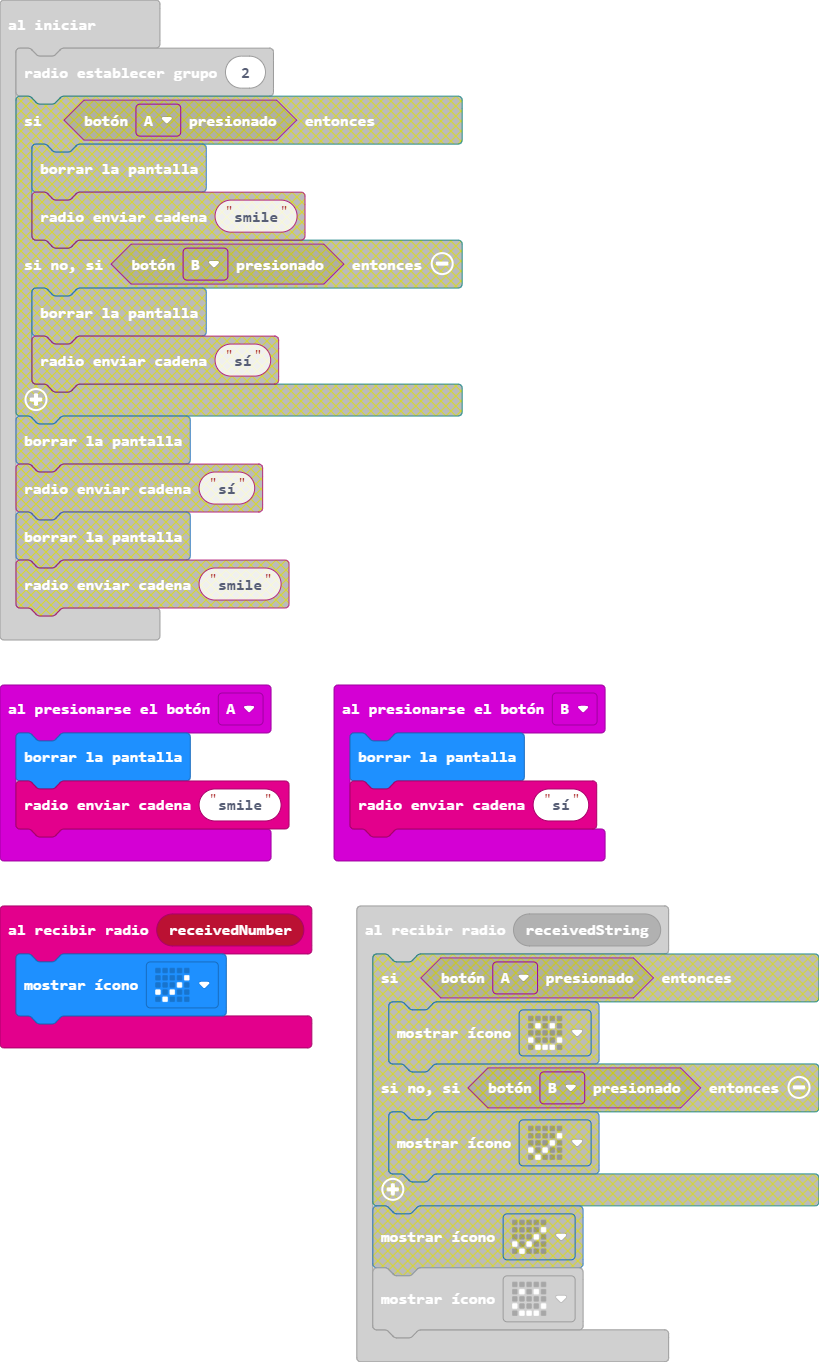 al iniciar
radio establecer grupo 2
si botón A presionado entonces
borrar la pantalla
radio enviar cadena "smile"
si no, si botón B presionado entonces
borrar la pantalla
radio enviar cadena "sí"
borrar la pantalla
radio enviar cadena "sí"
borrar la pantalla
radio enviar cadena "smile"
al presionarse el botón A
borrar la pantalla
radio enviar cadena "smile"
al presionarse el botón B
borrar la pantalla
radio enviar cadena "sí"
al recibir radio receivedNumber
mostrar ícono
al recibir radio receivedString
si botón A presionado entonces
mostrar ícono
si no, si botón B presionado entonces
mostrar ícono
mostrar ícono
mostrar ícono